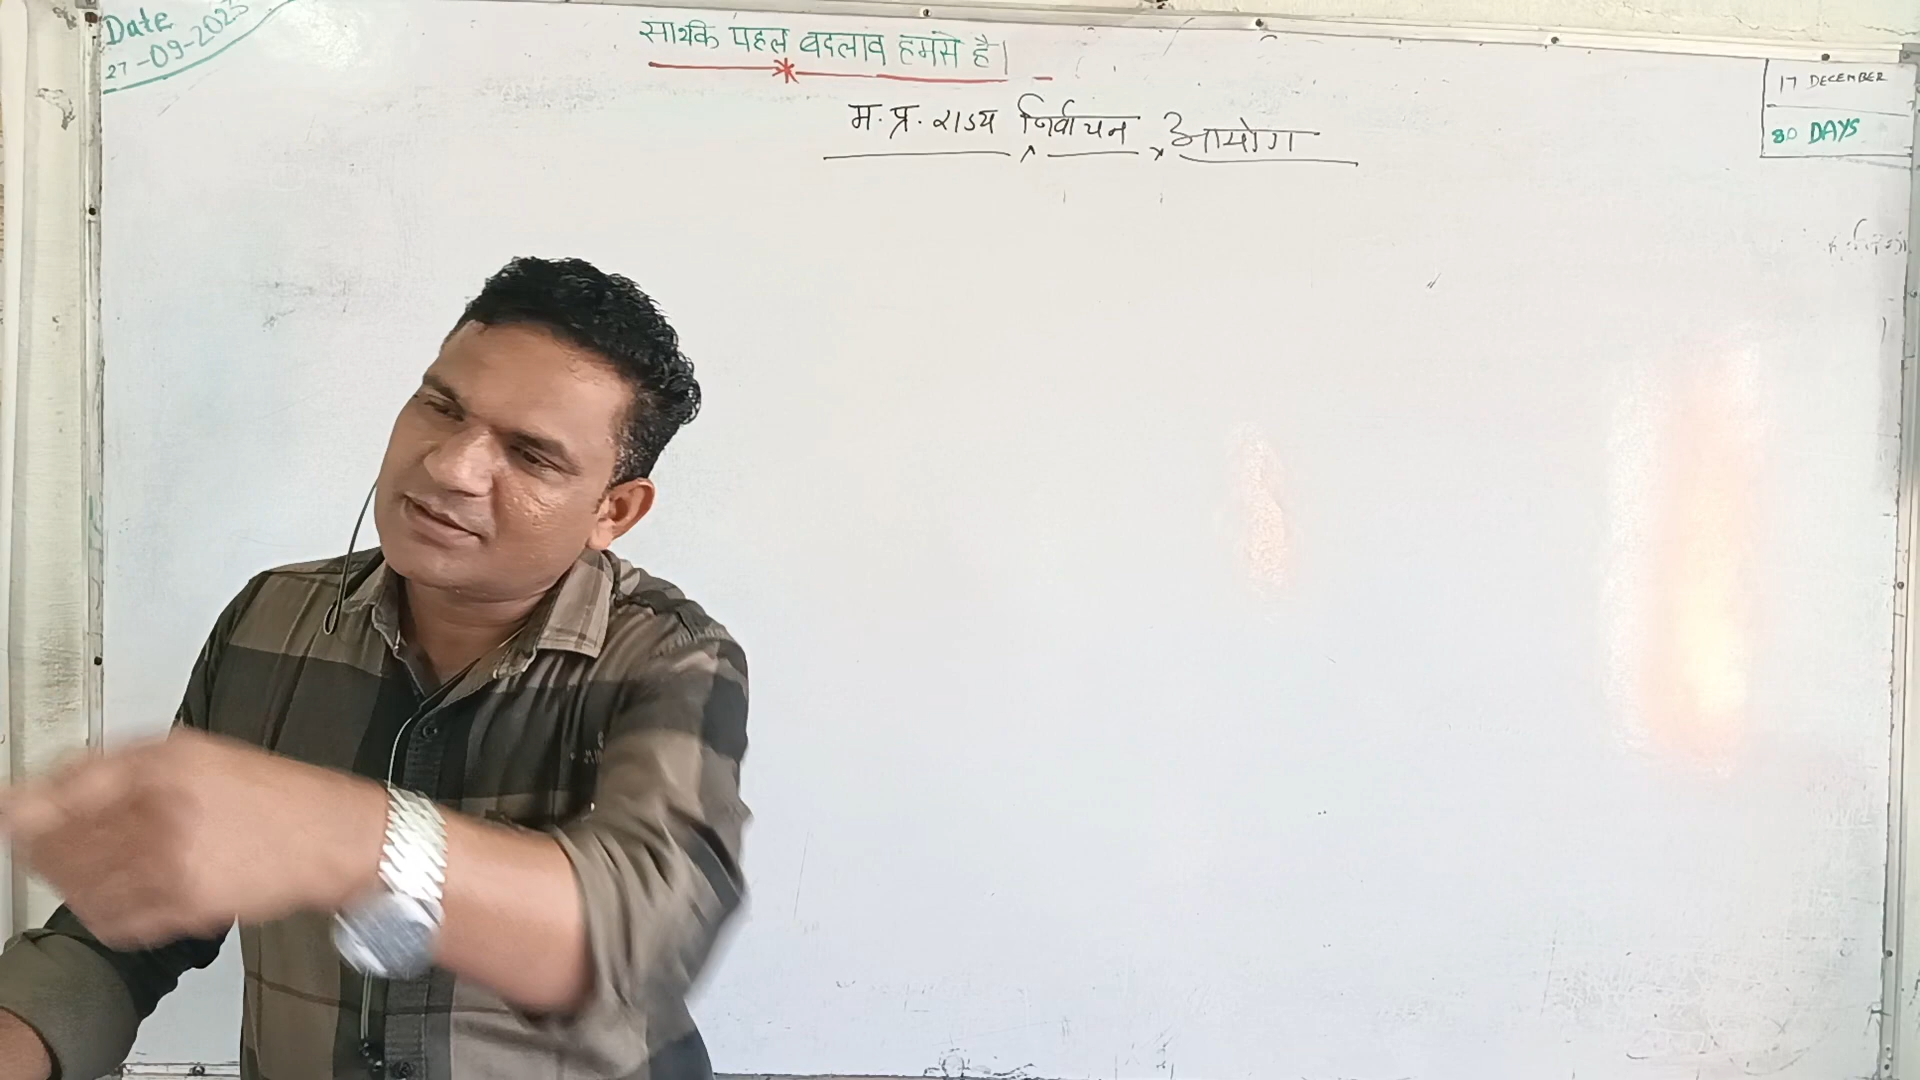 Date
27-09-2023
सार्थक पहल बदलाव हमसे है।
म.प्र. राज्य निर्वाचन आयोग
17 DECEMBER
80 DAYS